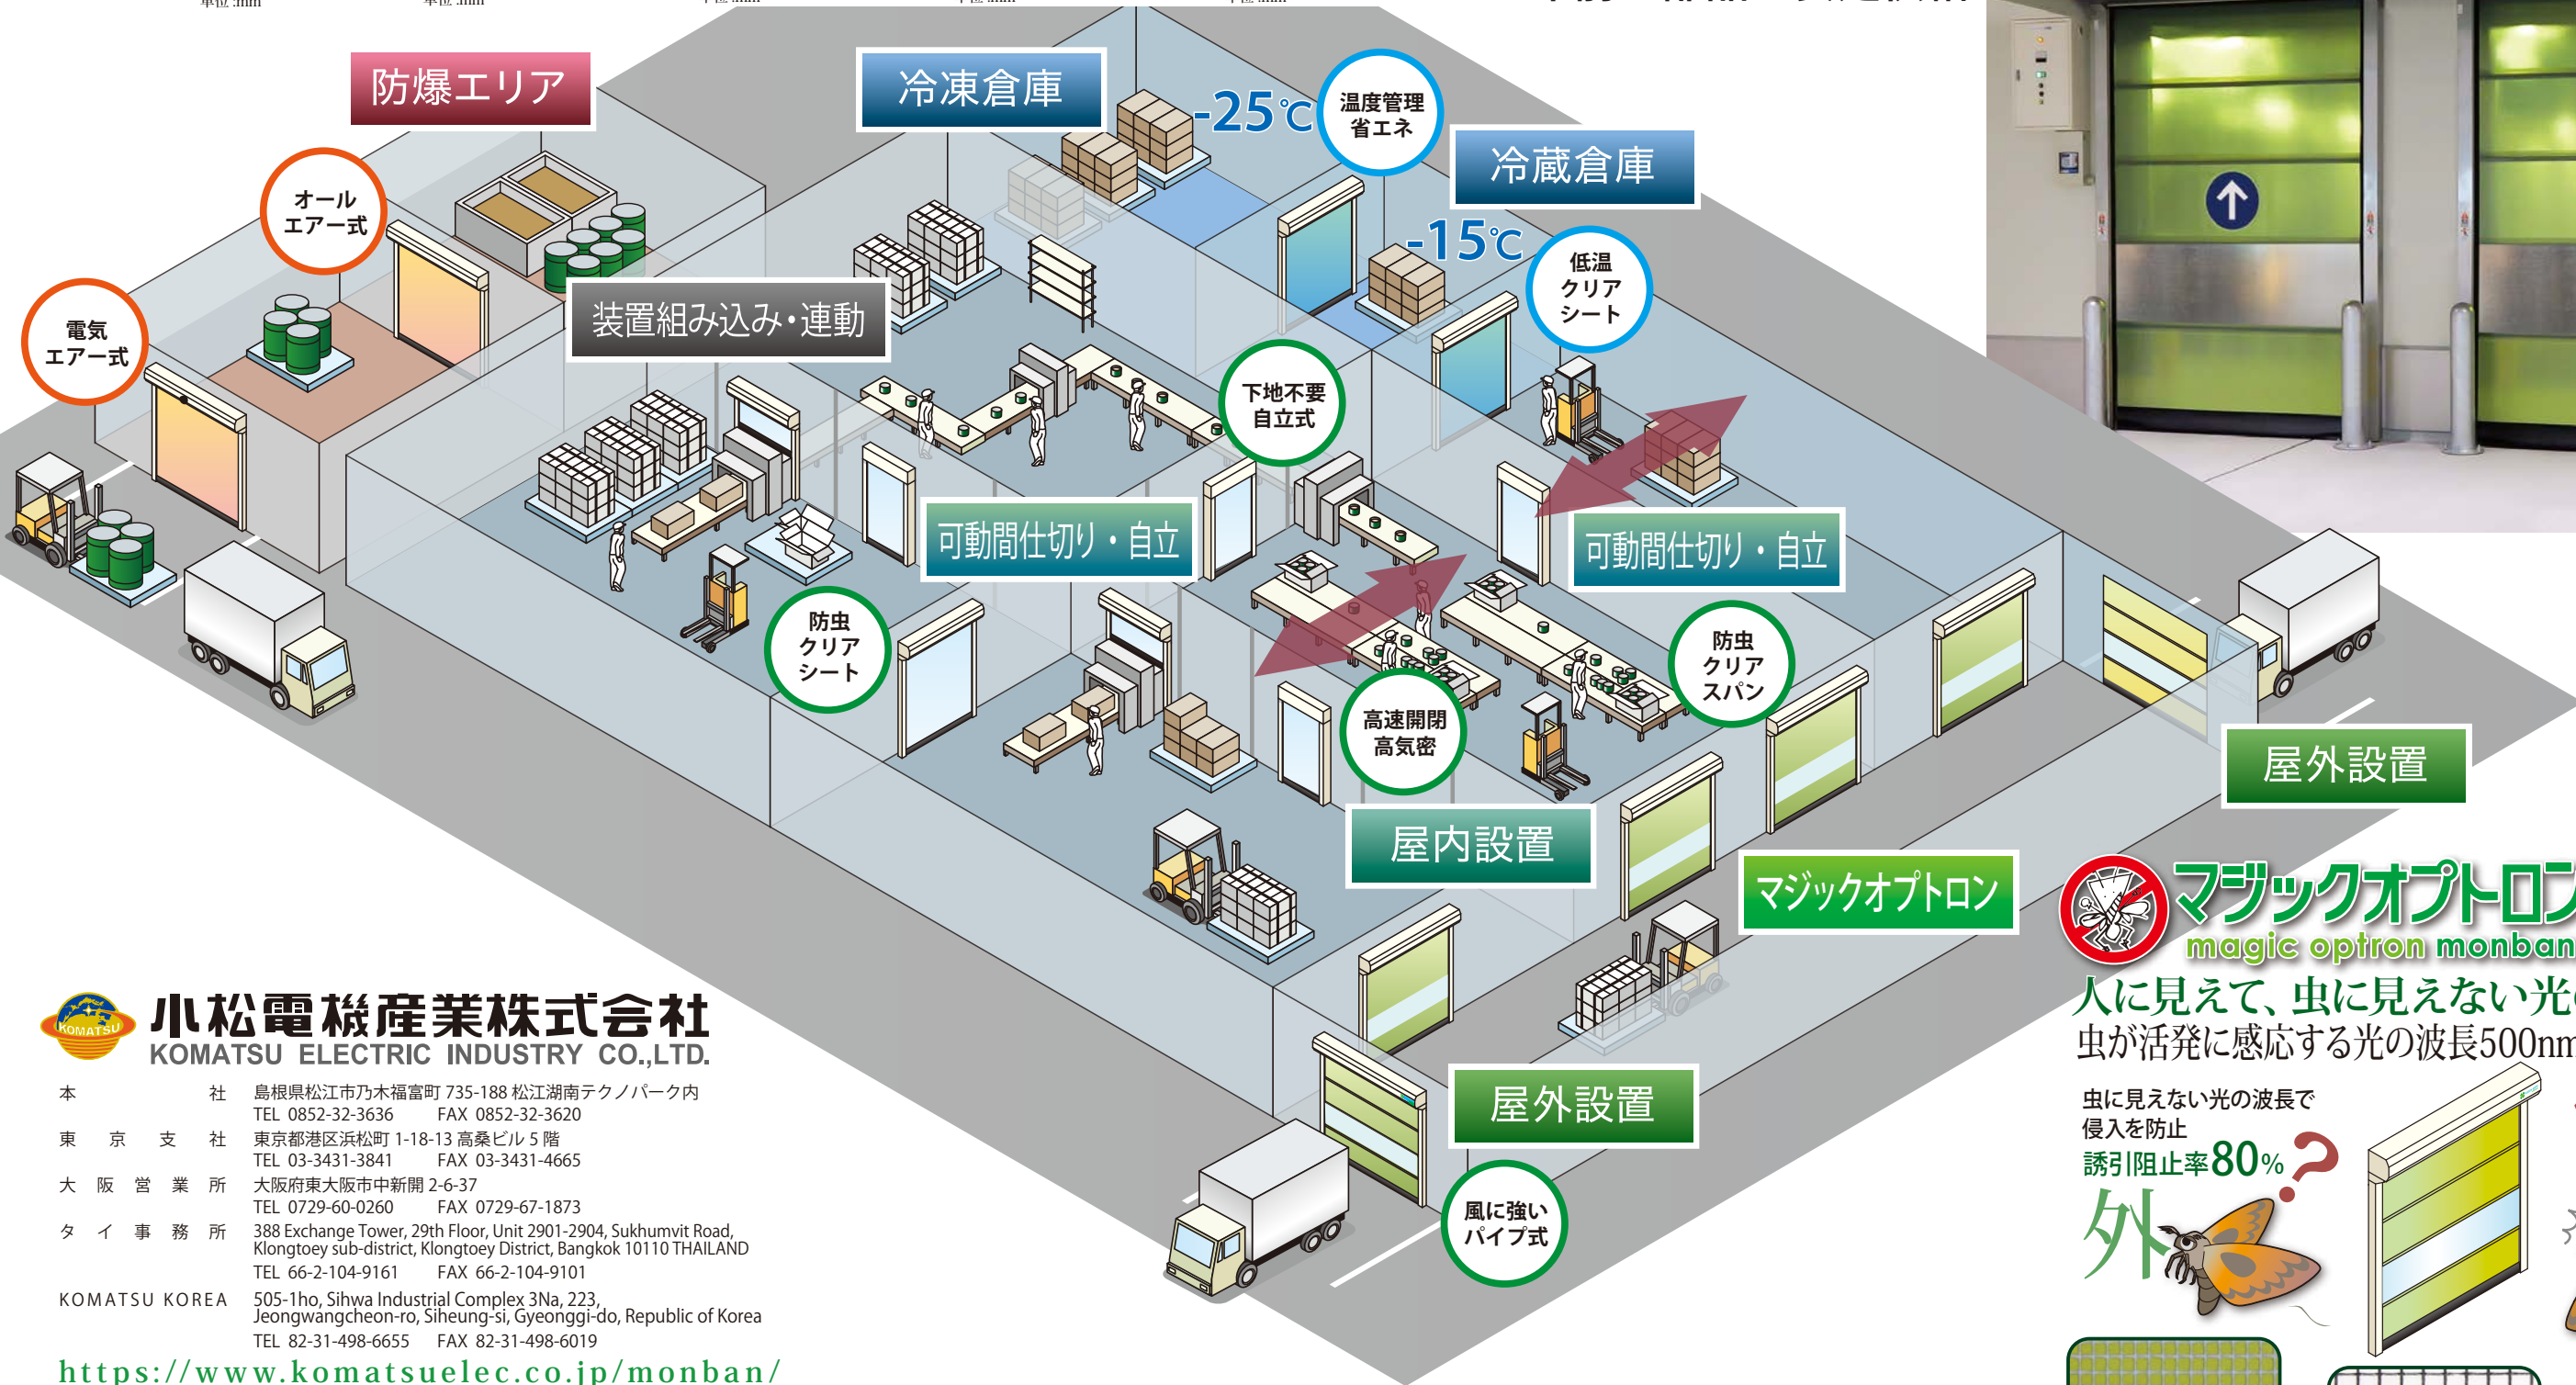 単位:mm
単位:mm
防爆エリア
冷凍倉庫
-25℃
温度管理
省エネ
冷蔵倉庫
-15℃
低温
クリア
シート
オール
エアー式
電気
エアー式
装置組み込み・連動
下地不要
自立式
可動間仕切り・自立
可動間仕切り・自立
防虫
クリア
シート
防虫
クリア
スパン
高速開閉
高気密
屋内設置
屋外設置
マジックオプトロン
屋外設置
風に強い
パイプ式
KOMATSU
小松電機産業株式会社
KOMATSU ELECTRIC INDUSTRY CO.,LTD.
本社 島根県松江市乃木福富町 735-188 松江湖南テクノパーク内
TEL 0852-32-3636 FAX 0852-32-3620
東京支社 東京都港区浜松町 1-18-13 高桑ビル 5 階
TEL 03-3431-3841 FAX 03-3431-4665
大阪営業所 大阪府東大阪市中新開 2-6-37
TEL 0729-60-0260 FAX 0729-67-1873
タイ事務所 388 Exchange Tower, 29th Floor, Unit 2901-2904, Sukhumvit Road,
Klongtoey sub-district, Klongtoey District, Bangkok 10110 THAILAND
TEL 66-2-104-9161 FAX 66-2-104-9101
KOMATSU KOREA 505-1ho, Sihwa Industrial Complex 3Na, 223,
Jeongwangcheon-ro, Siheung-si, Gyeonggi-do, Republic of Korea
TEL 82-31-498-6655 FAX 82-31-498-6019
https://www.komatsuelec.co.jp/monban/
マジックオプトロン
magic optron monban
人に見えて、虫に見えない光
虫が活発に感応する光の波長500nm
虫に見えない光の波長で
侵入を防止
誘引阻止率80%
?
外